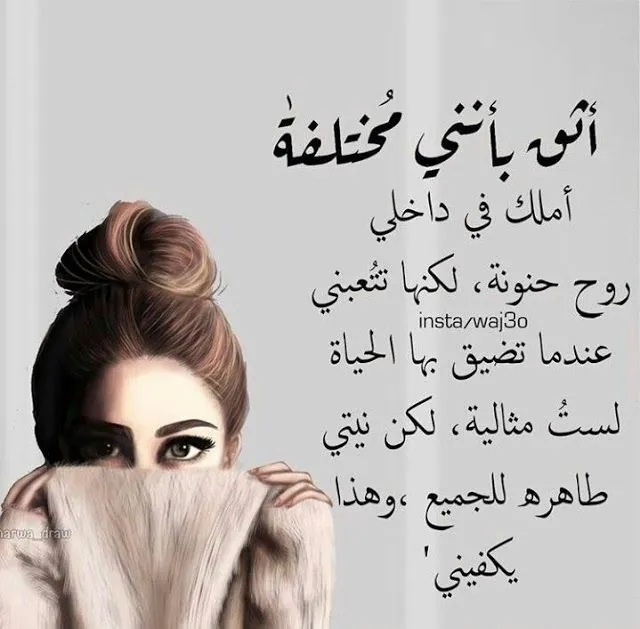 أثق بأنني مُختلفةٰ
أملك في داخلي
روح حنونة، لكنها تتُعبني
insta/waj3o
عندما تضيق بها الحياة
لستُ مثالية، لكن نيتي
طاهره للجميع ،وهذا
يكفيني'
marwa_draw